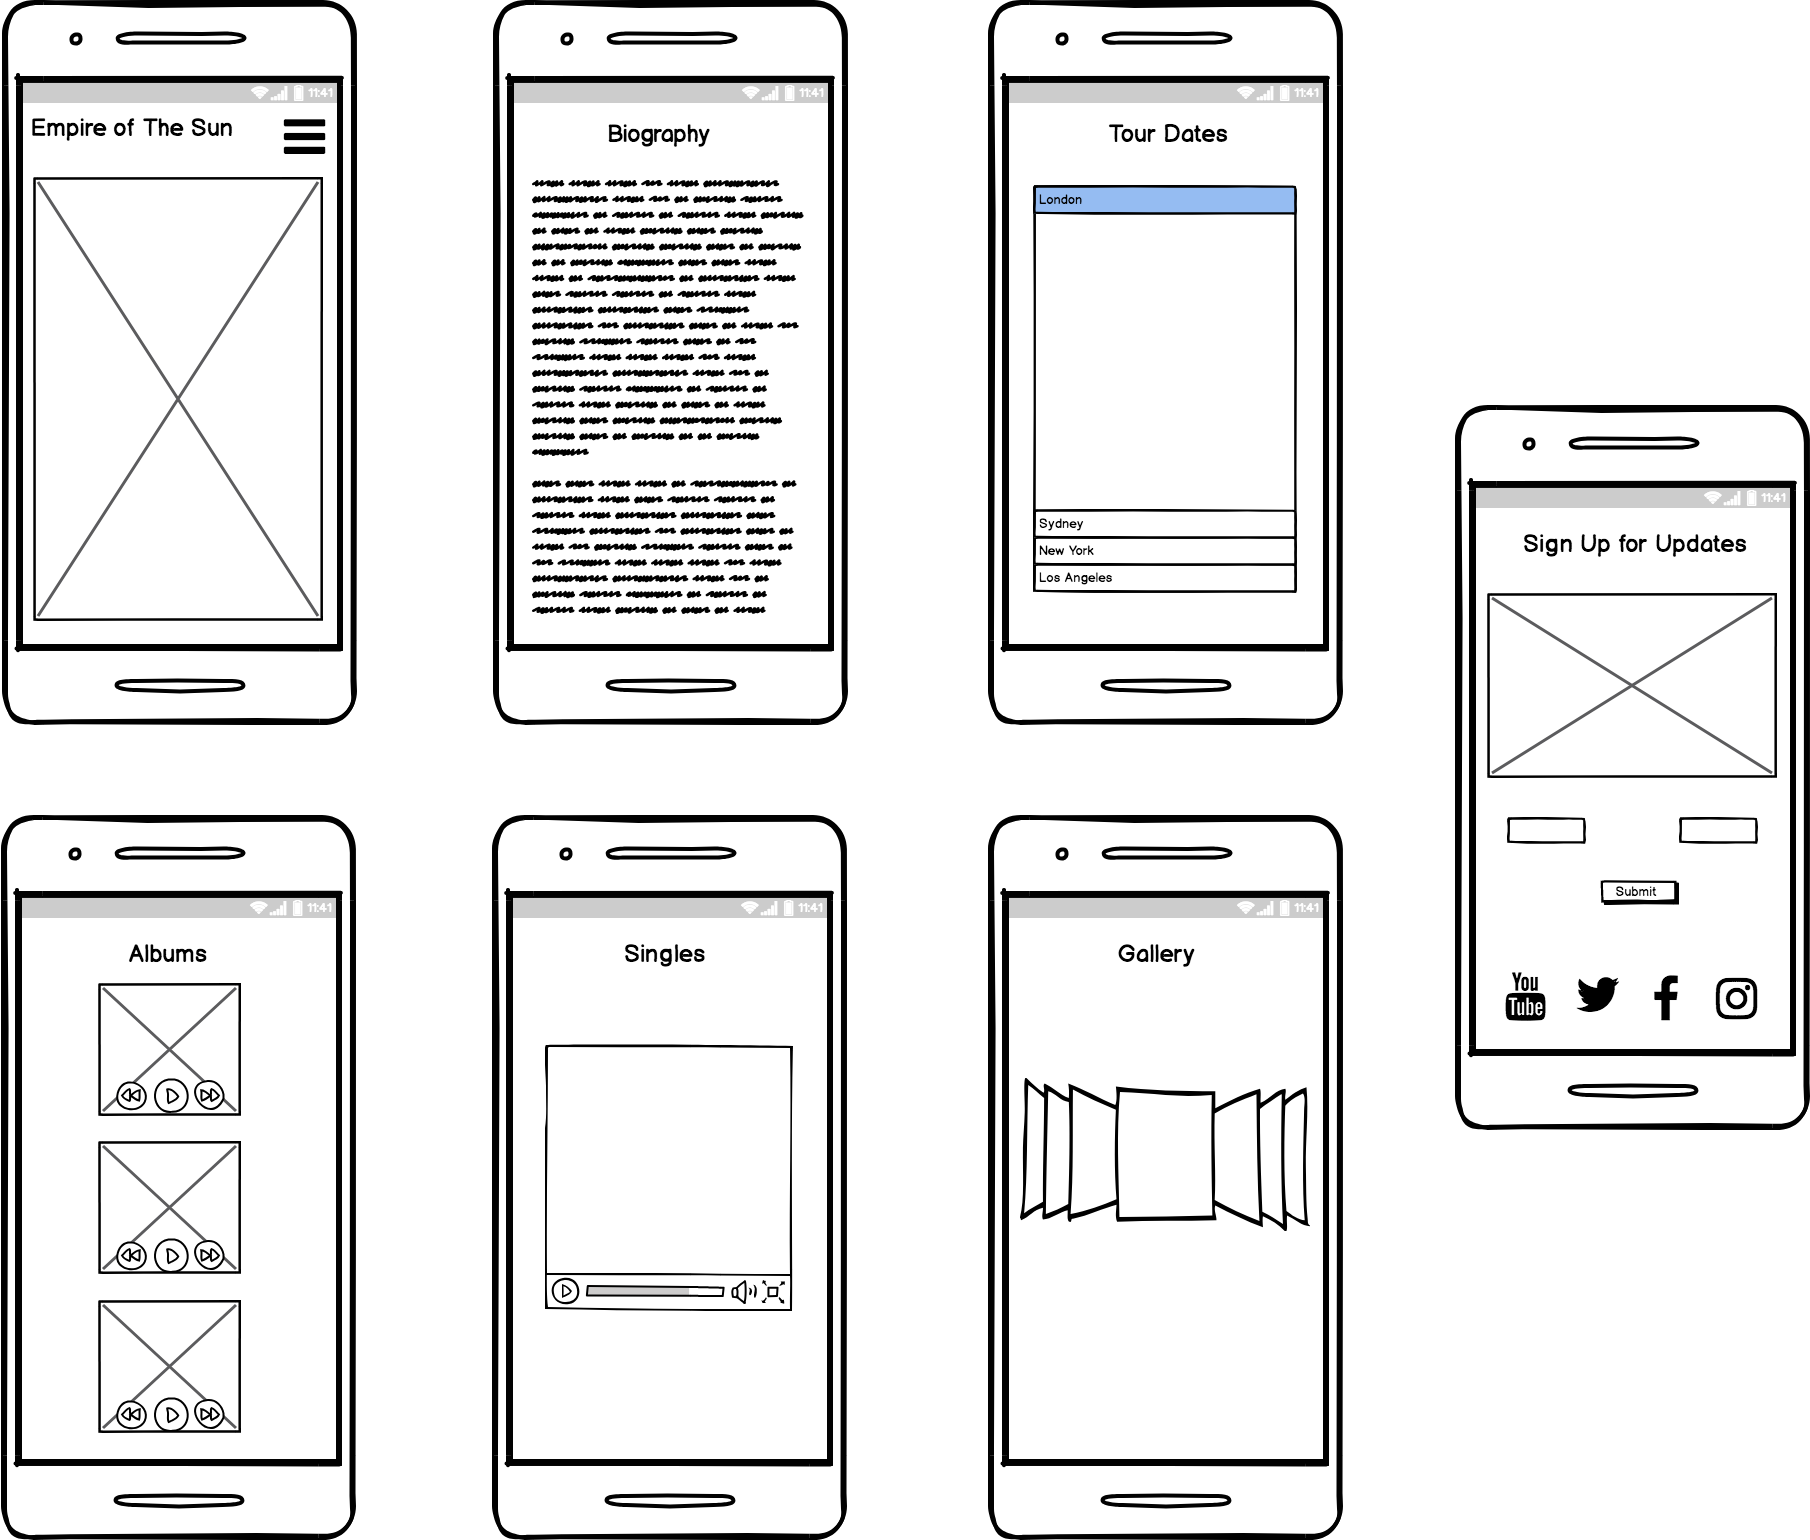 11:41
Empire of The Sun
11:41
Biography
11:41
Tour Dates
London
Sydney
New York
Los Angeles
11:41
Sign Up for Updates
Submit
You
Tube
11:41
Albums
11:41
Singles
11:41
Gallery